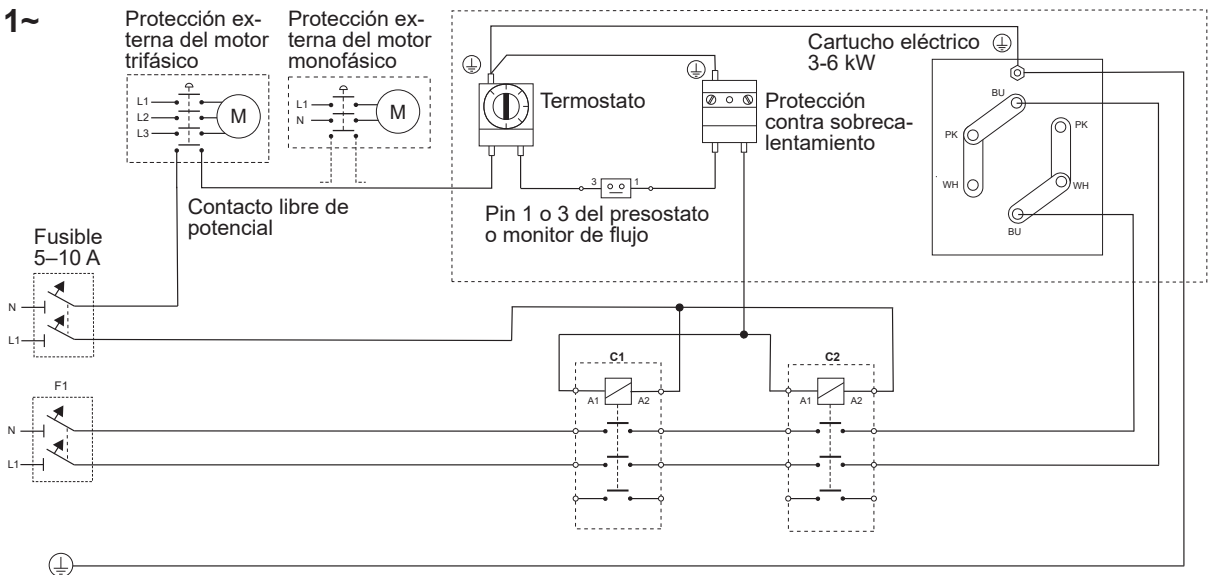 1~
Protección ex-
terna del motor
trifásico
L1
L2
L3
M
Protección ex-
terna del motor
monofásico
L1
N
M
Contacto libre de
potencial
Termostato
Protección
contra sobreca-
lentamiento
3
1
Pin 1 o 3 del presostato
o monitor de flujo
Cartucho eléctrico
3-6 kW
BU
PK
WH
PK
WH
BU
Fusible
5–10 A
N
L1
F1
N
L1
C1
A1
A2
C2
A1
A2